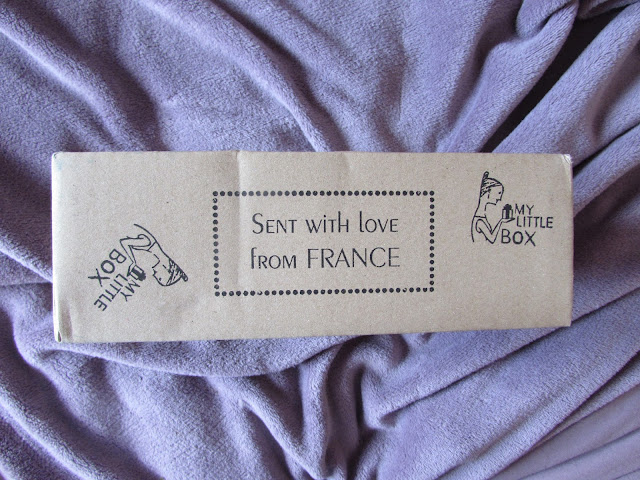 SENT WITH LOVE
FROM FRANCE
MY
LITTLE
BOX
MY
LITTLE
BOX